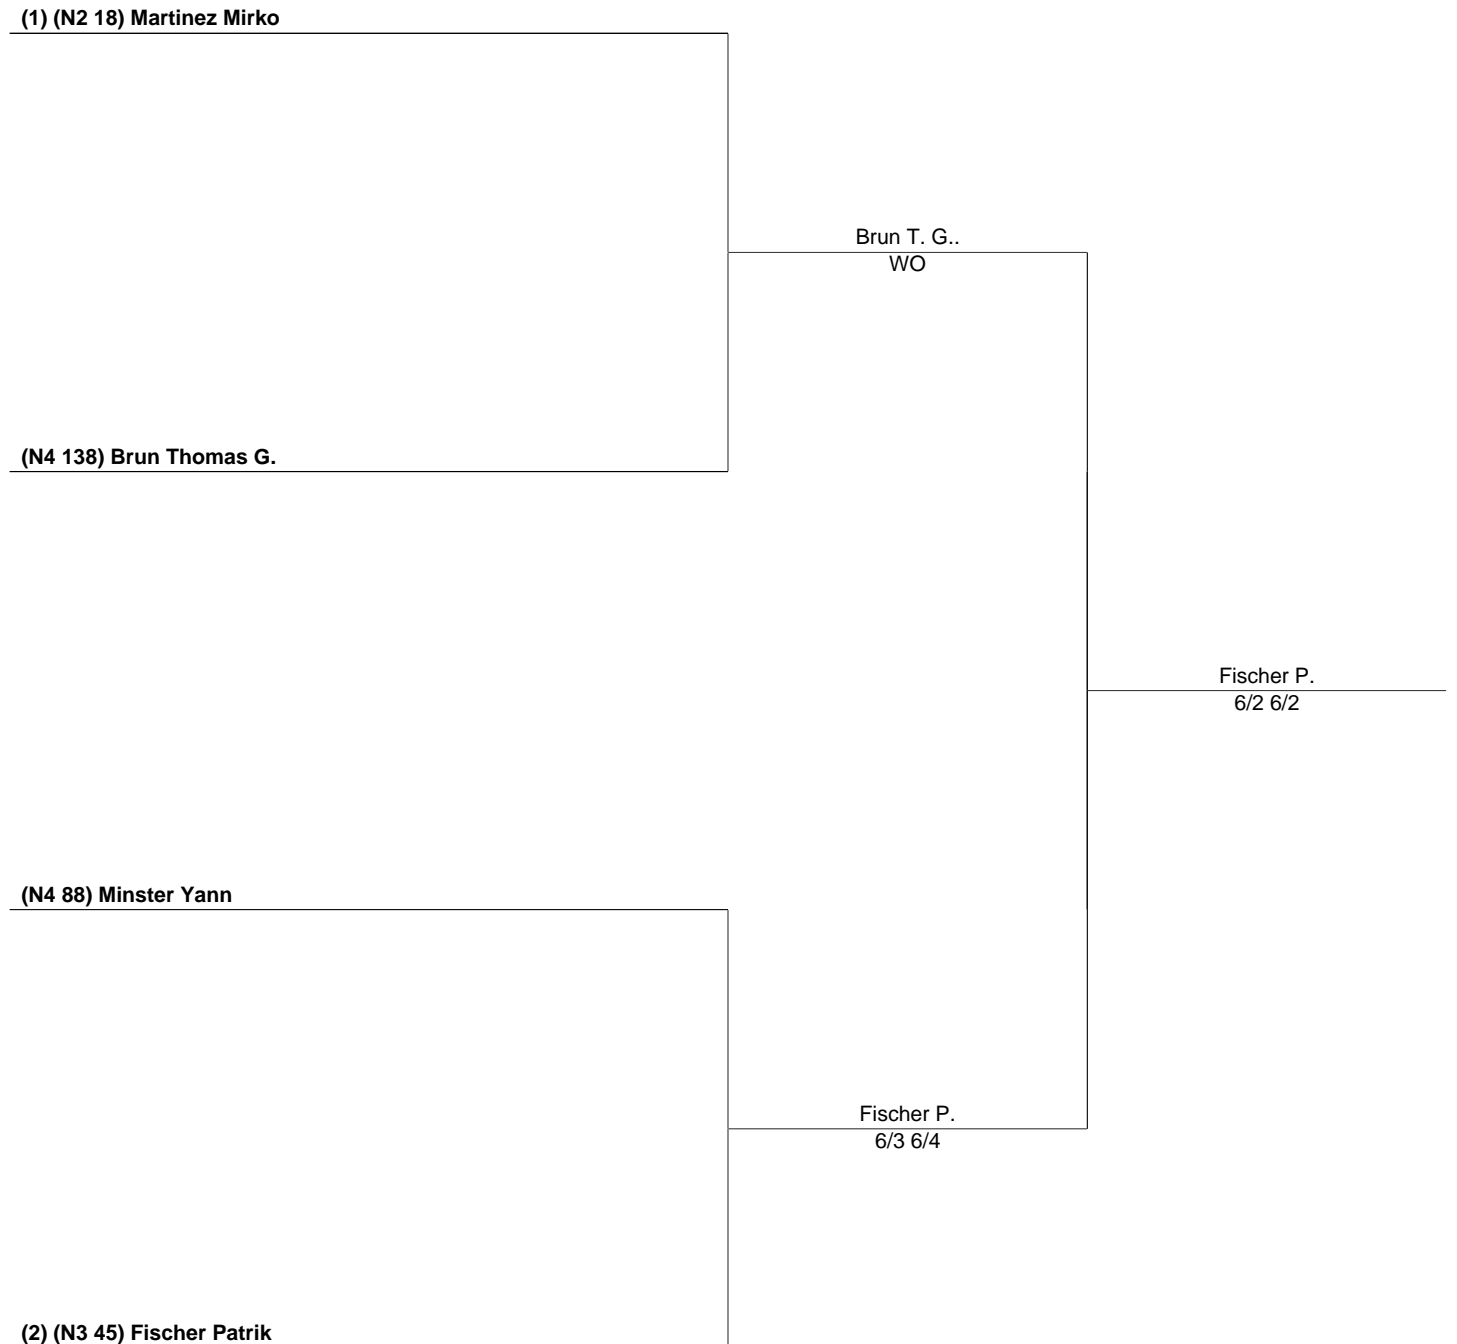 (1) (N2 18) Martinez Mirko
Brun T. G..
WO
(N4 138) Brun Thomas G.
Fischer P.
6/2 6/2
(N4 88) Minster Yann
Fischer P.
6/3 6/4
(2) (N3 45) Fischer Patrik